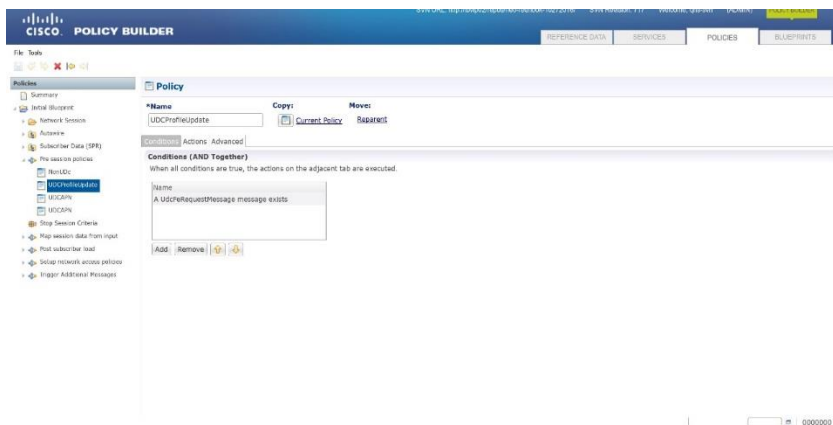 CISCO. POLICY BUILDER
REFERENCE DATA SERVICES POLICIES BLUEPRINTS
File Tools
Policies
Summary
Initial Blueprint
Network Session
Autowire
Subscriber Data (SPR)
Pre session policies
NonUDc
UDCProfileUpdate
UDCAPN
UDCAPN
Stop Session Criteria
Map session data from input
Post subscriber load
Setup network access policies
Trigger Additional Messages
Policy
*Name Copy: Move:
UDCProfileUpdate Current Policy Reparent
Conditions Actions Advanced
Conditions (AND Together)
When all conditions are true, the actions on the adjacent tab are executed.
Name
A UdcFeRequestMessage message exists
Add Remove
0000000